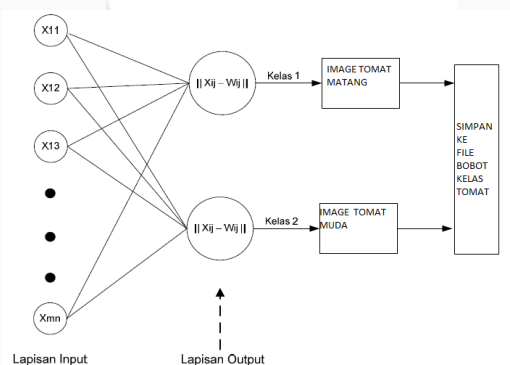 X11
X12
X13
Xmn
|| Xij – Wij ||
|| Xij – Wij ||
Kelas 1
Kelas 2
IMAGE TOMAT
MATANG
IMAGE TOMAT
MUDA
SIMPAN
KE
FILE
BOBOT
KELAS
TOMAT
Lapisan Input
Lapisan Output